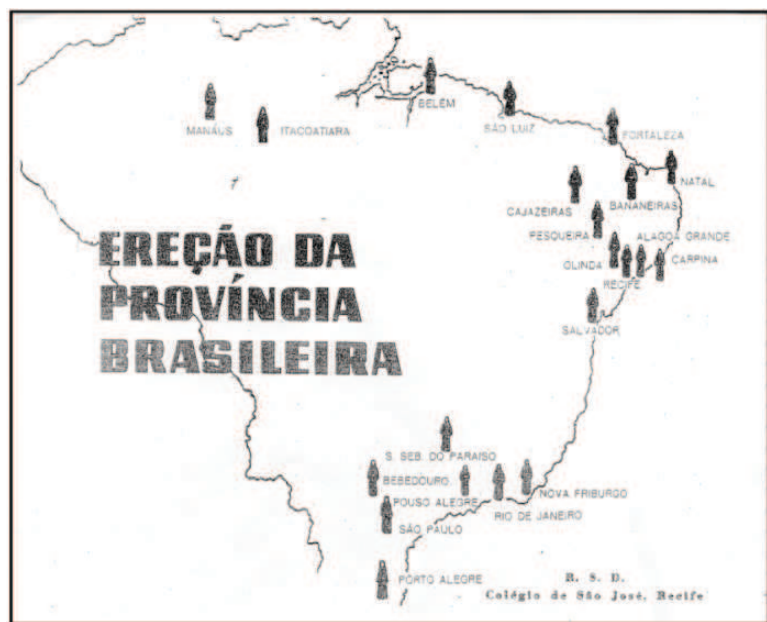 BELÉM
SÃO LUIZ
MANÁUS
ITACOATIARA
FORTALEZA
NATAL
CAJAZEIRAS
BANANEIRAS
PESQUEIRA
ALAGOA GRANDE
OLINDA
CARPINA
RECIFE
SALVADOR
EREÇÃO DA
PROVÍNCIA
BRASILEIRA
S. SEB. DO PARAISO
BEBEDOURO
NOVA FRIBURGO
POUSO ALEGRE
RIO DE JANEIRO
SÃO PAULO
PORTO ALEGRE
R. S. D.
Colégio de São José, Recife